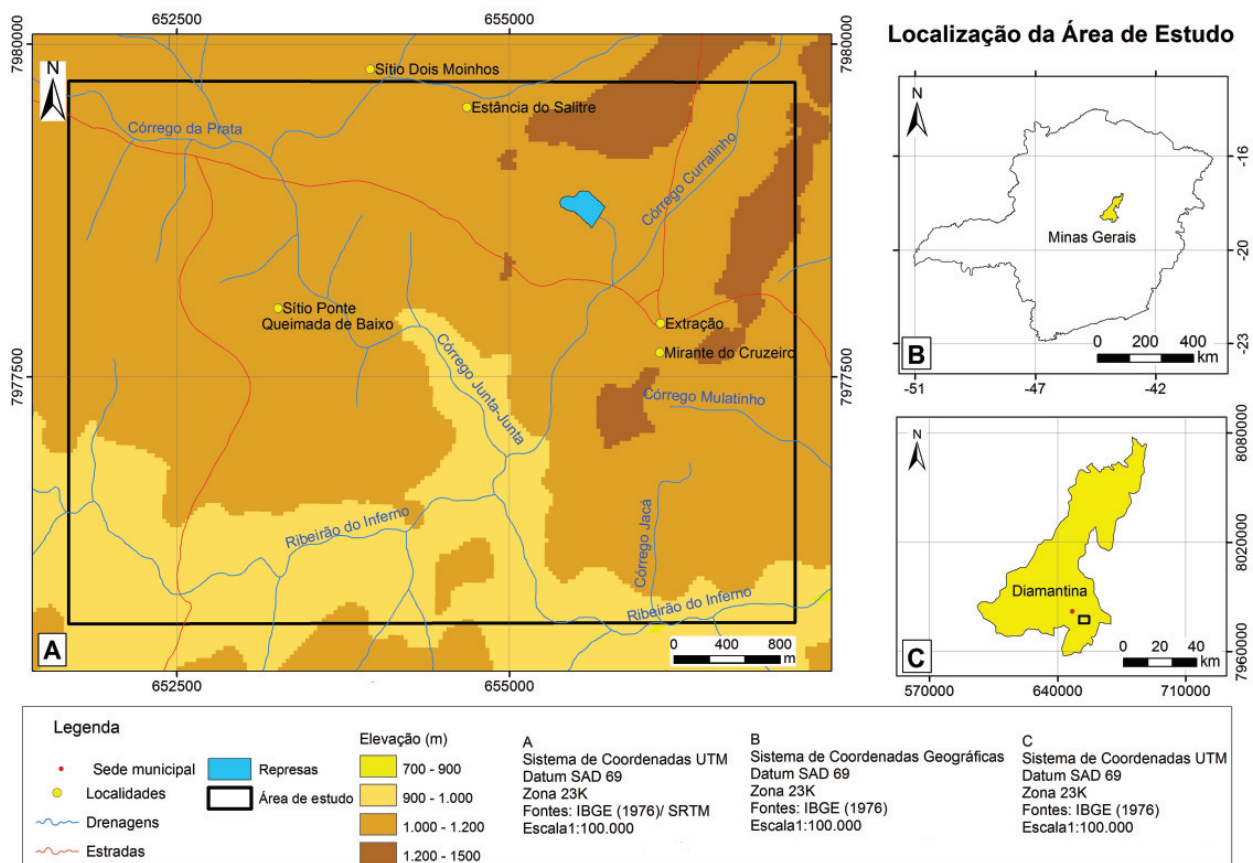 652500
655000
7980000
7980000
N
Sítio Dois Moinhos
Estância do Salitre
Córrego da Prata
Córrego Curralinho
Sítio Ponte
Queimada de Baixo
Extração
Mirante do Cruzeiro
7977500
7977500
Córrego Junta-Junta
Córrego Mulatinho
Ribeirão do Inferno
Córrego Jacá
Ribeirão do Inferno
A
0 400 800
m
652500
655000
Localização da Área de Estudo
N
-16
Minas Gerais
-20
B
0 200 400
km
-23
-51
-47
-42
N
8080000
8020000
Diamantina
C
0 20 40
km
7960000
570000
640000
710000
Legenda
Sede municipal
Localidades
Drenagens
Estradas
Represas
Área de estudo
Elevação (m)
700 - 900
900 - 1.000
1.000 - 1.200
1.200 - 1500
A
Sistema de Coordenadas UTM
Datum SAD 69
Zona 23K
Fontes: IBGE (1976)/ SRTM
Escala1:100.000
B
Sistema de Coordenadas Geográficas
Datum SAD 69
Zona 23K
Fontes: IBGE (1976)
Escala1:100.000
C
Sistema de Coordenadas UTM
Datum SAD 69
Zona 23K
Fontes: IBGE (1976)
Escala1:100.000